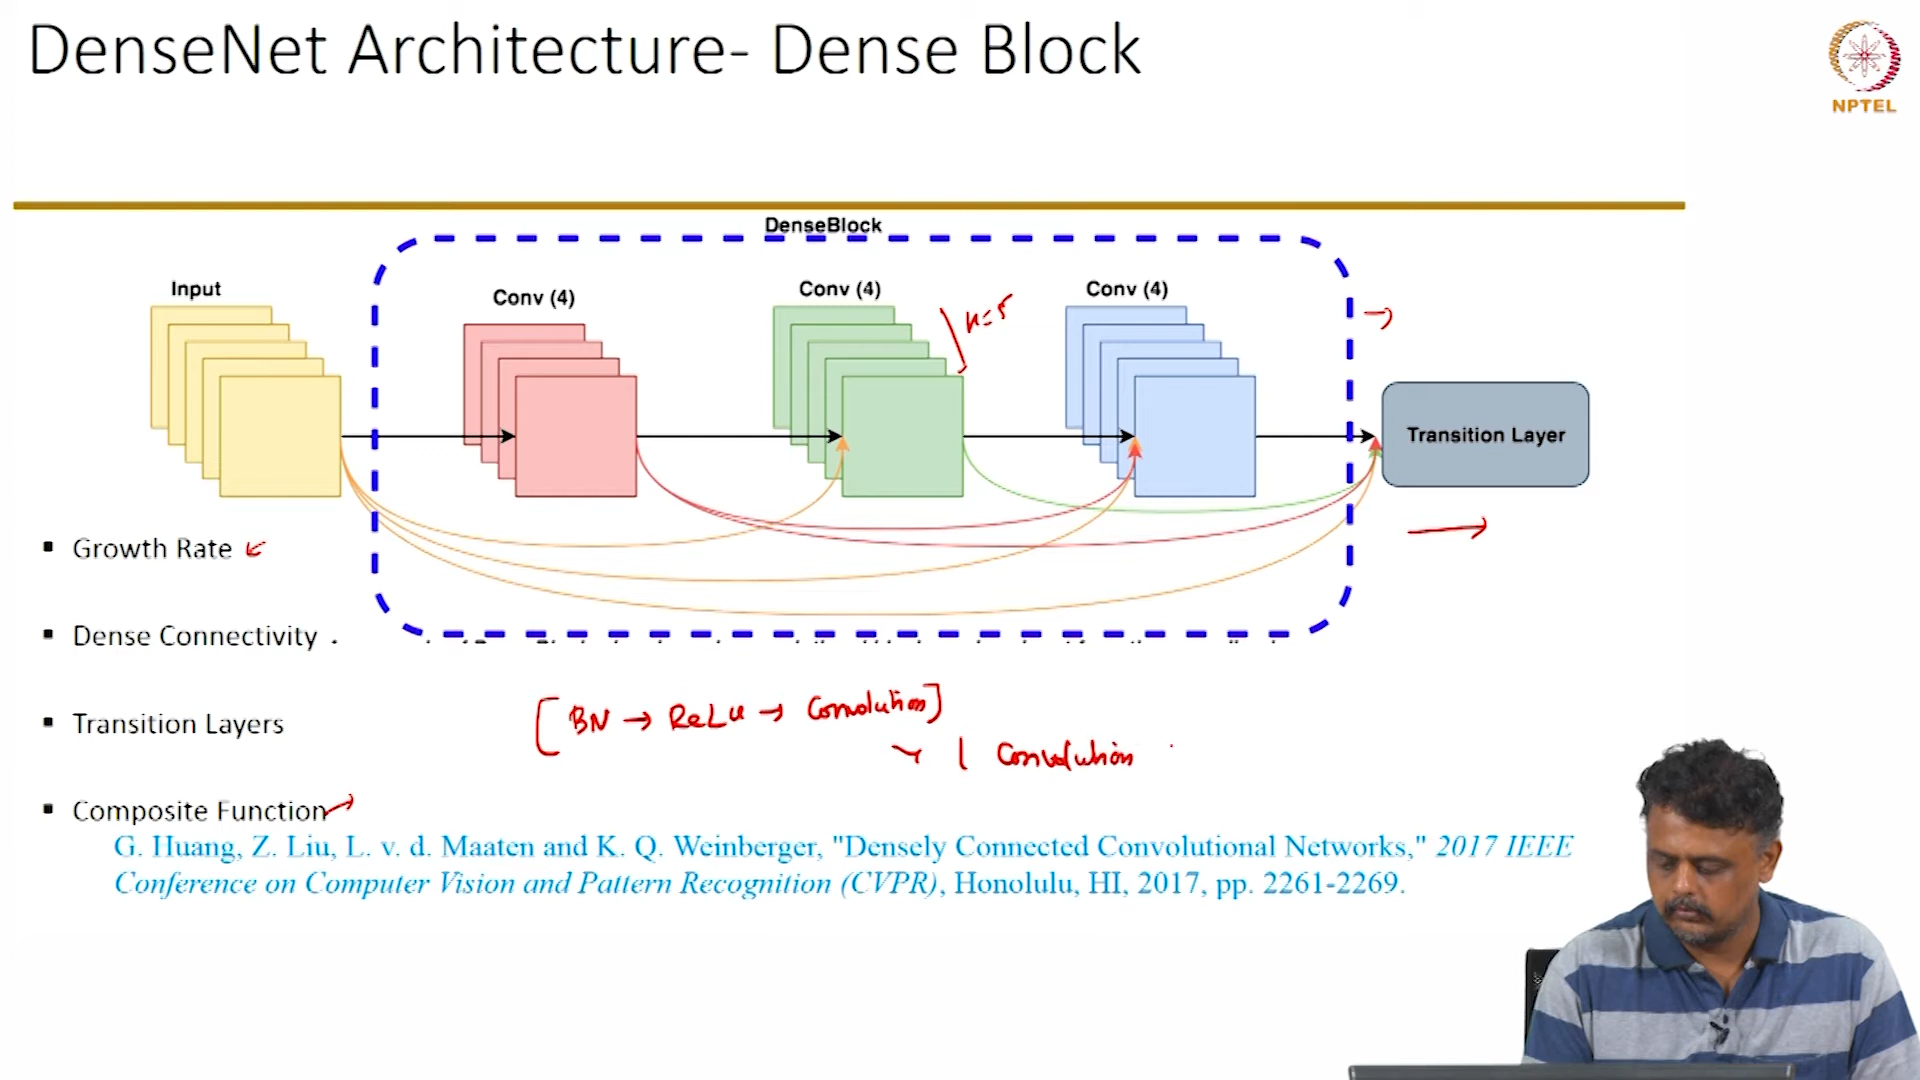 DenseNet Architecture- Dense Block
NPTEL
DenseBlock
Input
Conv (4)
Conv (4)
Conv (4)
k=5
Transition Layer
▪ Growth Rate
▪ Dense Connectivity
▪ Transition Layers
[BN → ReLU → Convolution]
1 Convolution
▪ Composite Function
G. Huang, Z. Liu, L. v. d. Maaten and K. Q. Weinberger, "Densely Connected Convolutional Networks," 2017 IEEE
Conference on Computer Vision and Pattern Recognition (CVPR), Honolulu, HI, 2017, pp. 2261-2269.